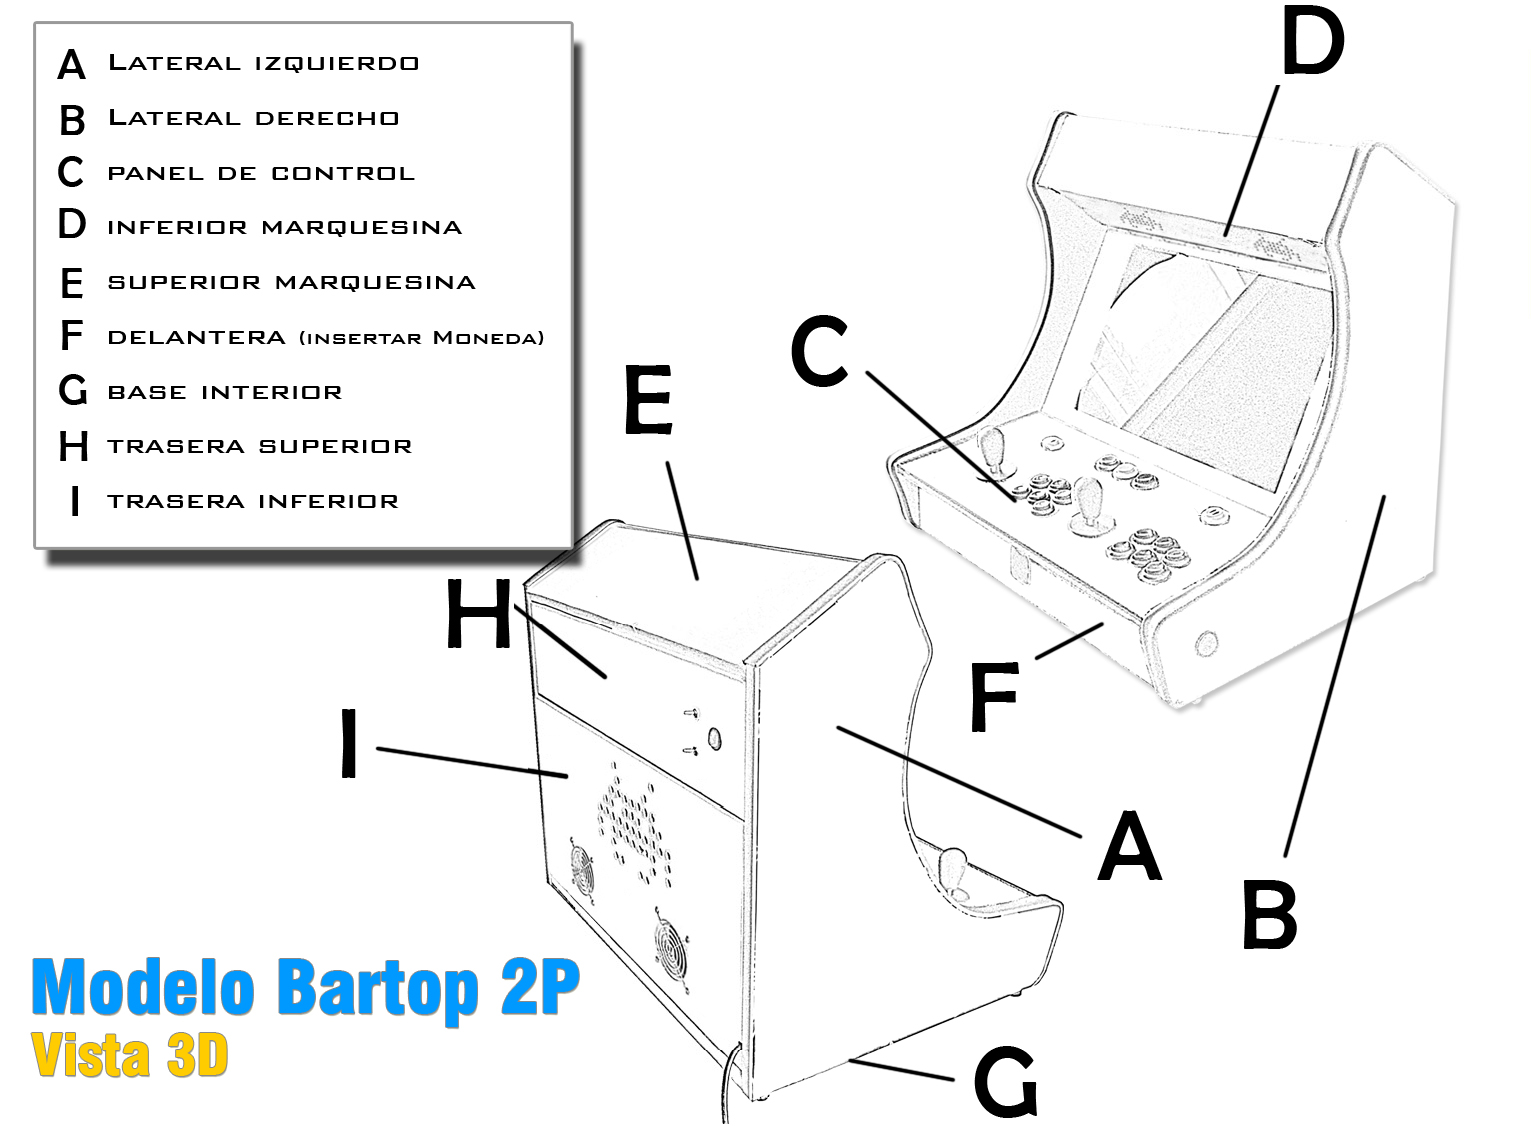 A LATERAL IZQUIERDO
B LATERAL DERECHO
C PANEL DE CONTROL
D INFERIOR MARQUESINA
E SUPERIOR MARQUESINA
F DELANTERA (INSERTAR MONEDA)
G BASE INTERIOR
H TRASERA SUPERIOR
I TRASERA INFERIOR
D
C
E
H
F
I
A
B
G
Modelo Bartop 2P
Vista 3D